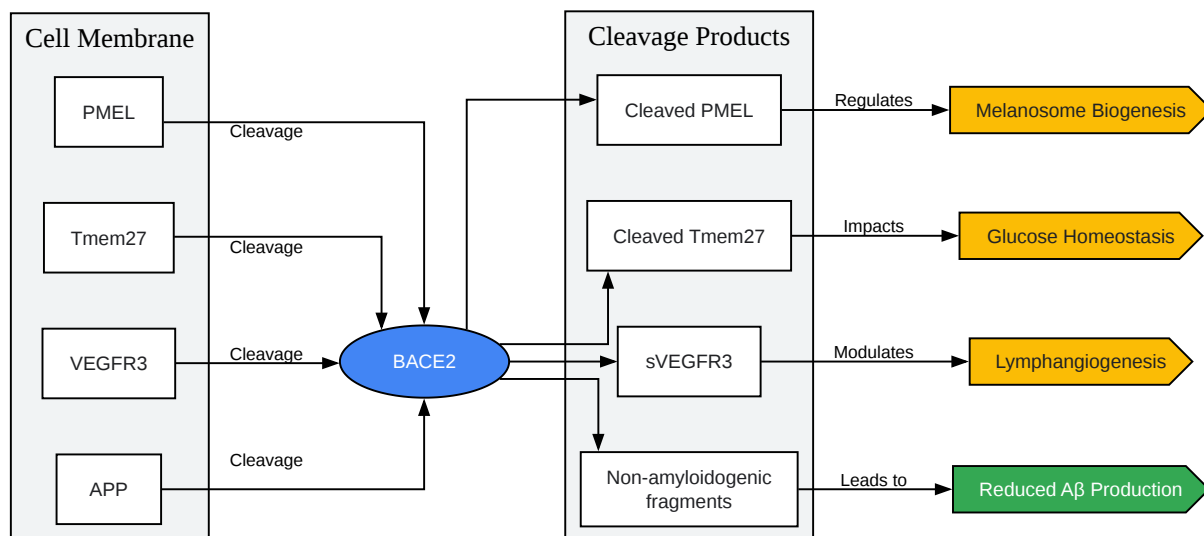 Cell Membrane
Cleavage Products
PMEL
Cleavage
Cleaved PMEL
Regulates
Melanosome Biogenesis
Tmem27
Cleavage
Cleaved Tmem27
Impacts
Glucose Homeostasis
VEGFR3
Cleavage
BACE2
sVEGFR3
Modulates
Lymphangiogenesis
APP
Cleavage
Non-amyloidogenic
fragments
Leads to
Reduced Aβ Production